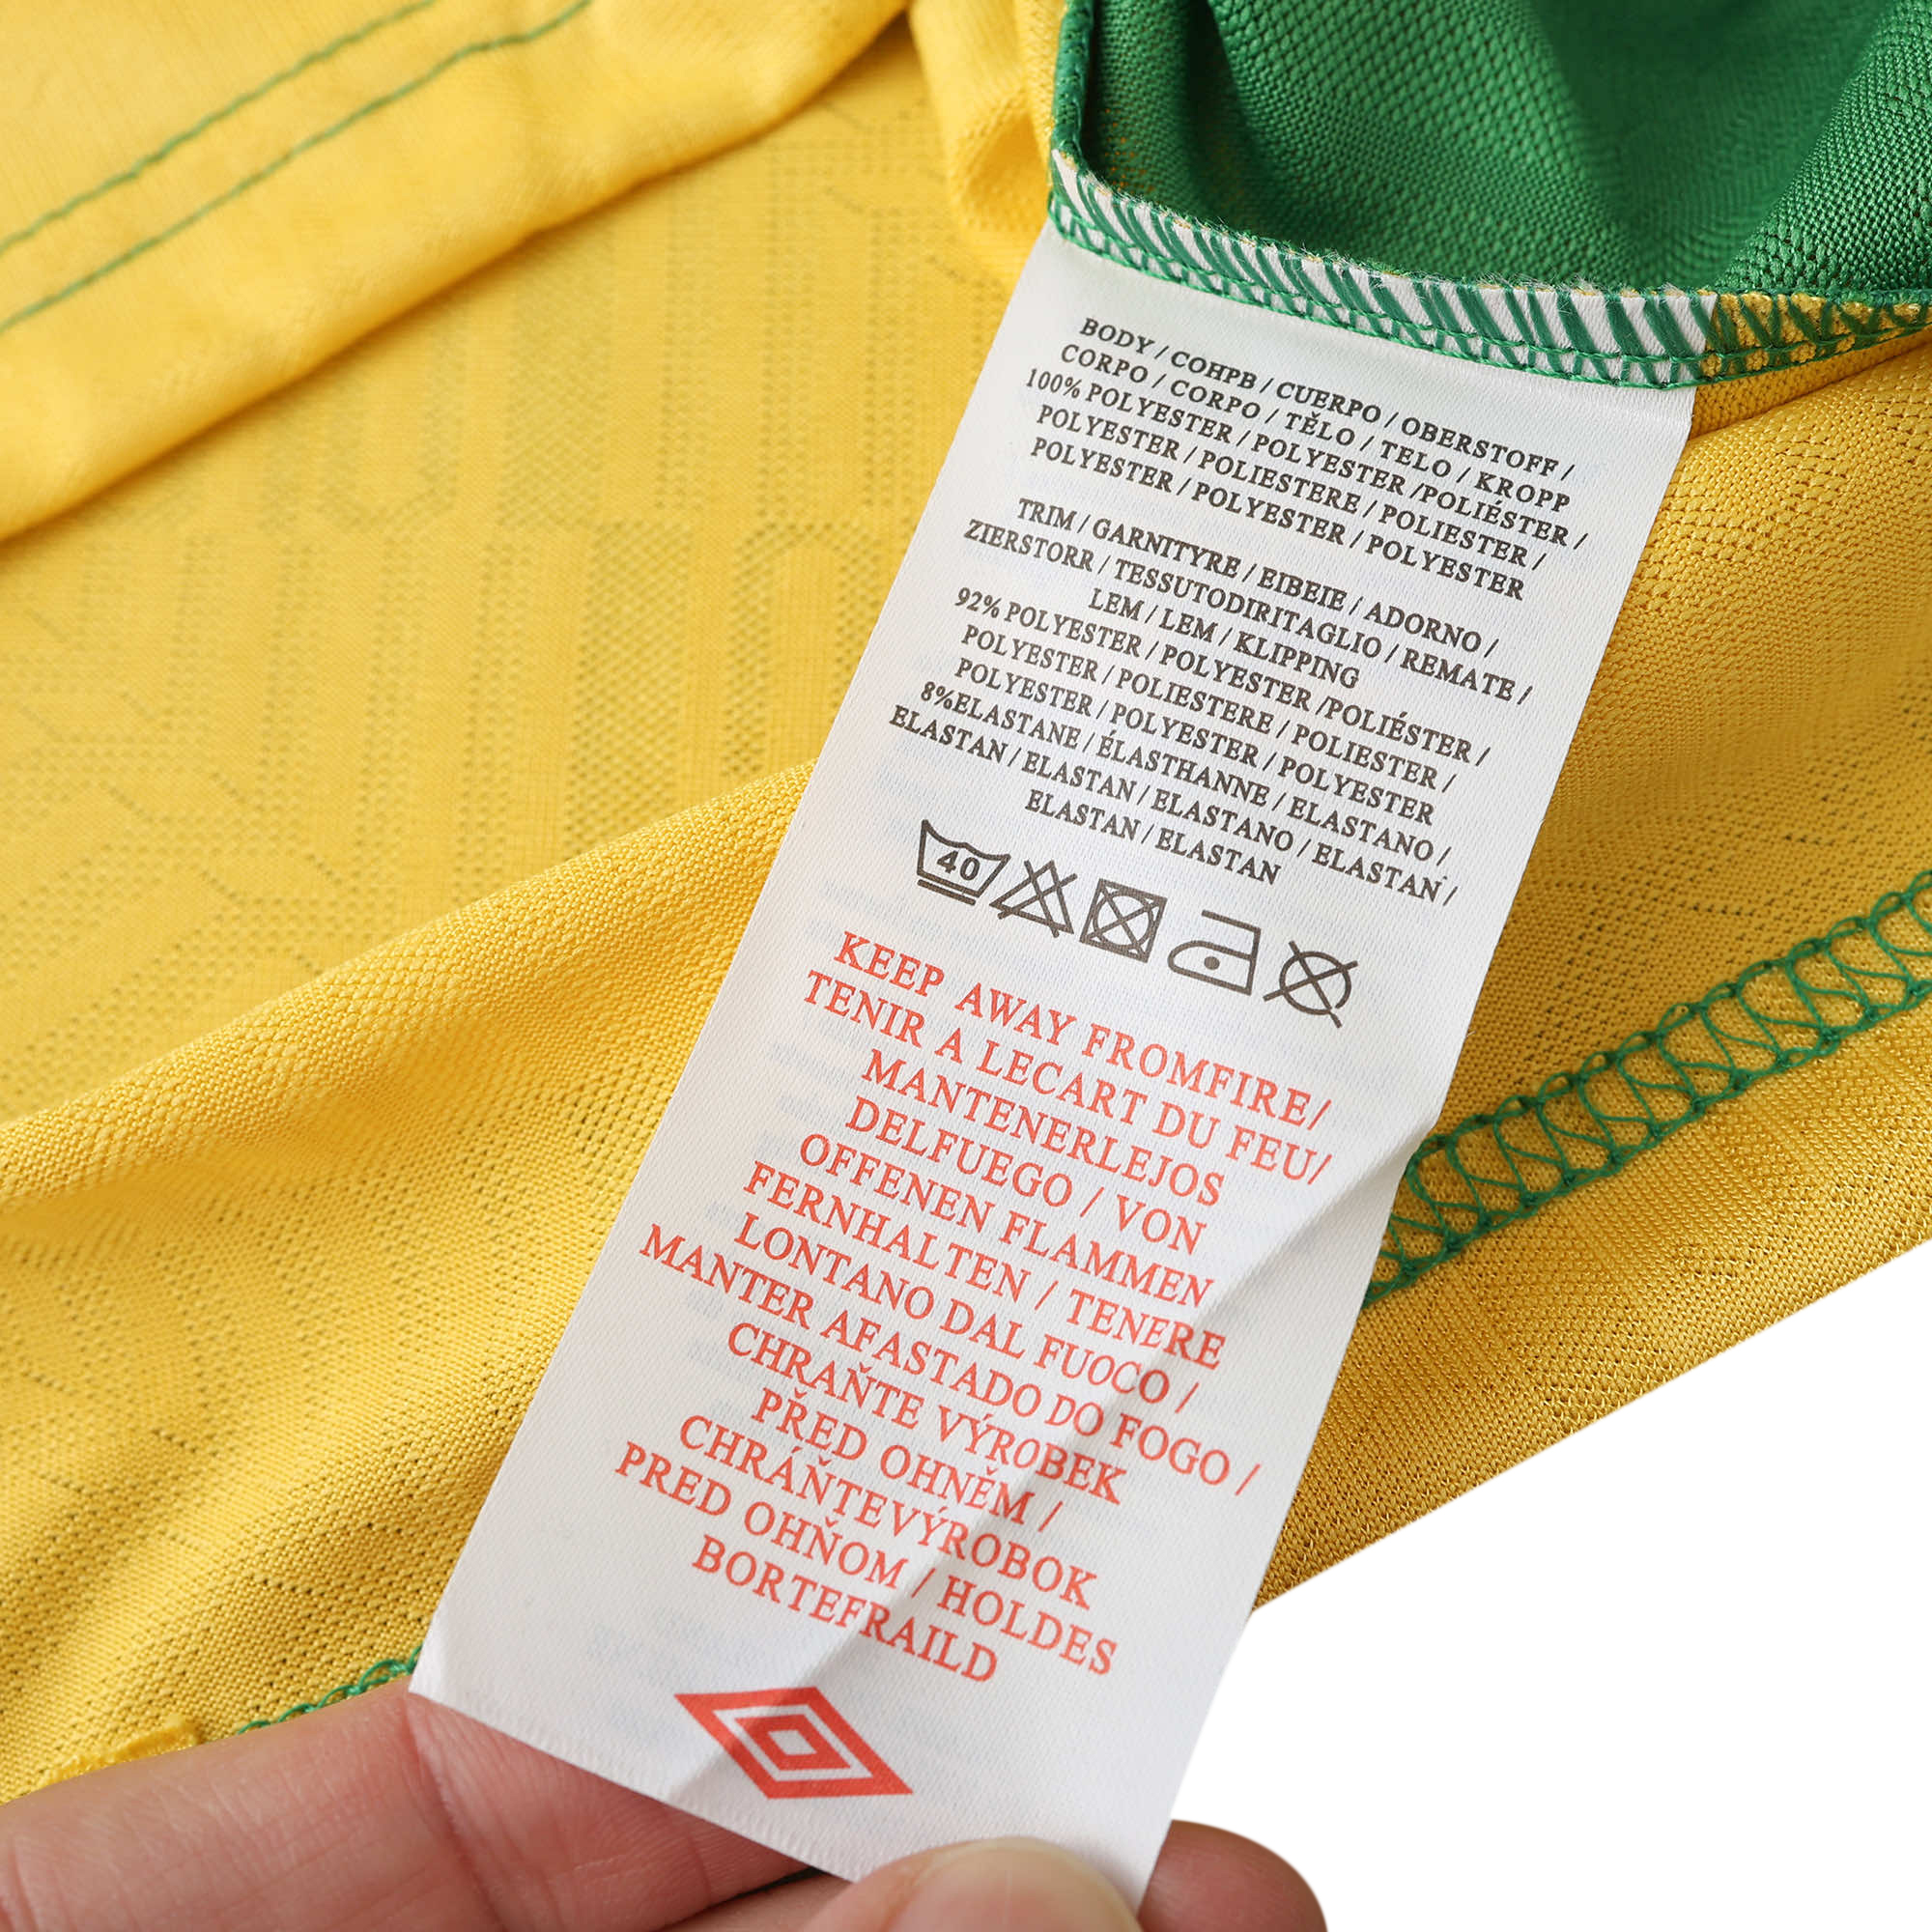 BODY / COHPB / CUERPO / OBERSTOFF /
CORPO / CORPO / TĚLO / TELO / KROPP
100% POLYESTER / POLYESTER /POLIÉSTER /
POLYESTER / POLIESTERE / POLIESTER /
POLYESTER / POLYESTER / POLYESTER
TRIM / GARNITYRE / EIBEIE / ADORNO /
ZIERSTORR / TESSUTODIRITAGLIO / REMATE /
LEM / LEM / KLIPPING
92% POLYESTER / POLYESTER /POLIÉSTER /
POLYESTER / POLIESTERE / POLIESTER /
POLYESTER / POLYESTER / POLYESTER
8%ELASTANE / ÉLASTHANNE / ELASTANO /
ELASTAN / ELASTAN / ELASTANO / ELASTAN /
ELASTAN / ELASTAN
40
KEEP AWAY FROMFIRE/
TENIR A LECART DU FEU/
MANTENERLEJOS
DELFUEGO / VON
OFFENEN FLAMMEN
FERNHALTEN / TENERE
LONTANO DAL FUOCO /
MANTER AFASTADO DO FOGO /
CHRAŇTE VÝROBEK
PŘED OHNĚM /
CHRÁŇTEVÝROBOK
PRED OHŇOM / HOLDES
BORTEFRAILD